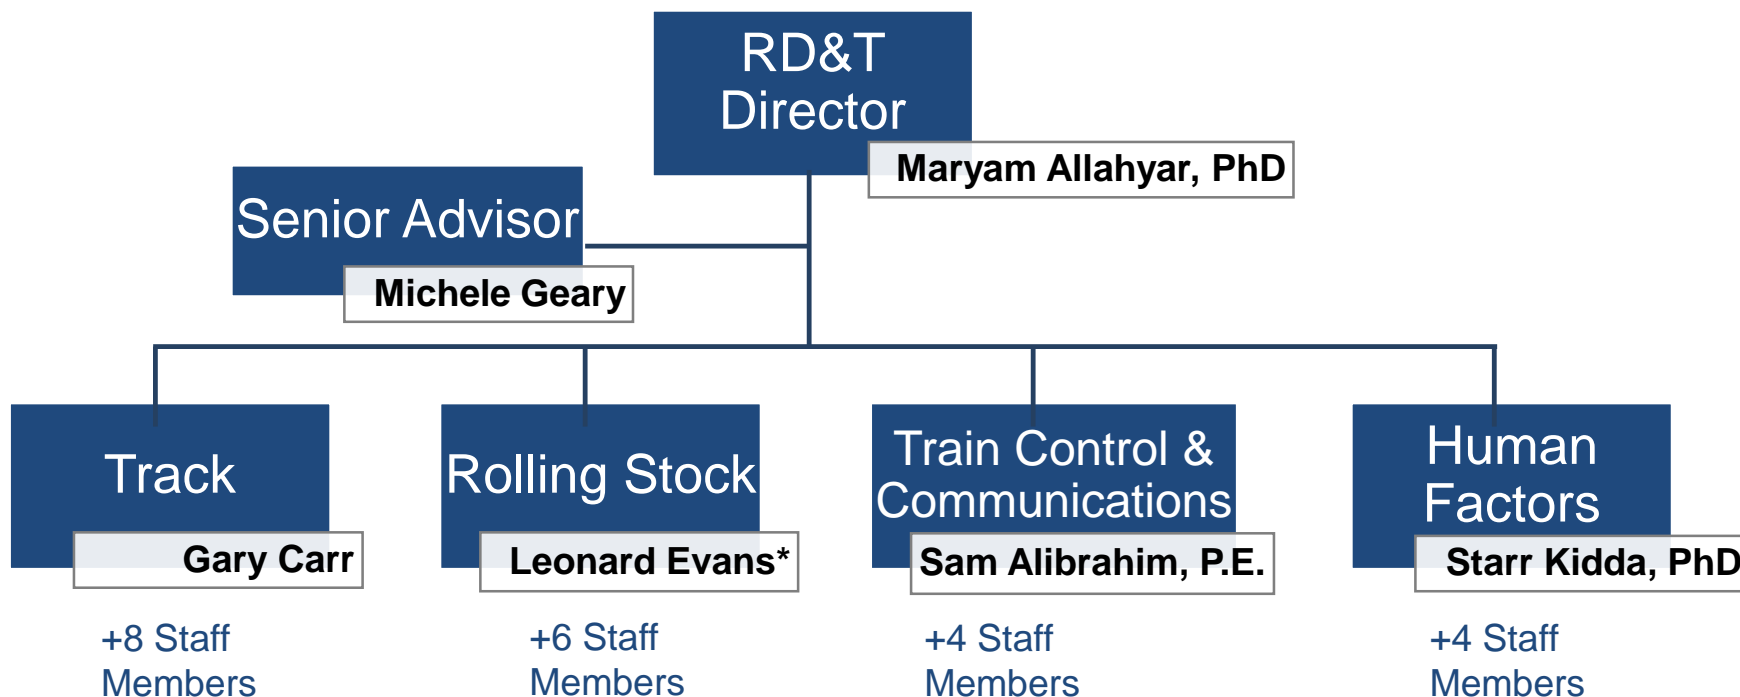 RD&T
Director
Maryam Allahyar, PhD
Senior Advisor
Michele Geary
Track
Gary Carr
+8 Staff
Members
Rolling Stock
Leonard Evans*
+6 Staff
Members
Train Control &
Communications
Sam Alibrahim, P.E.
+4 Staff
Members
Human
Factors
Starr Kidda, PhD
+4 Staff
Members